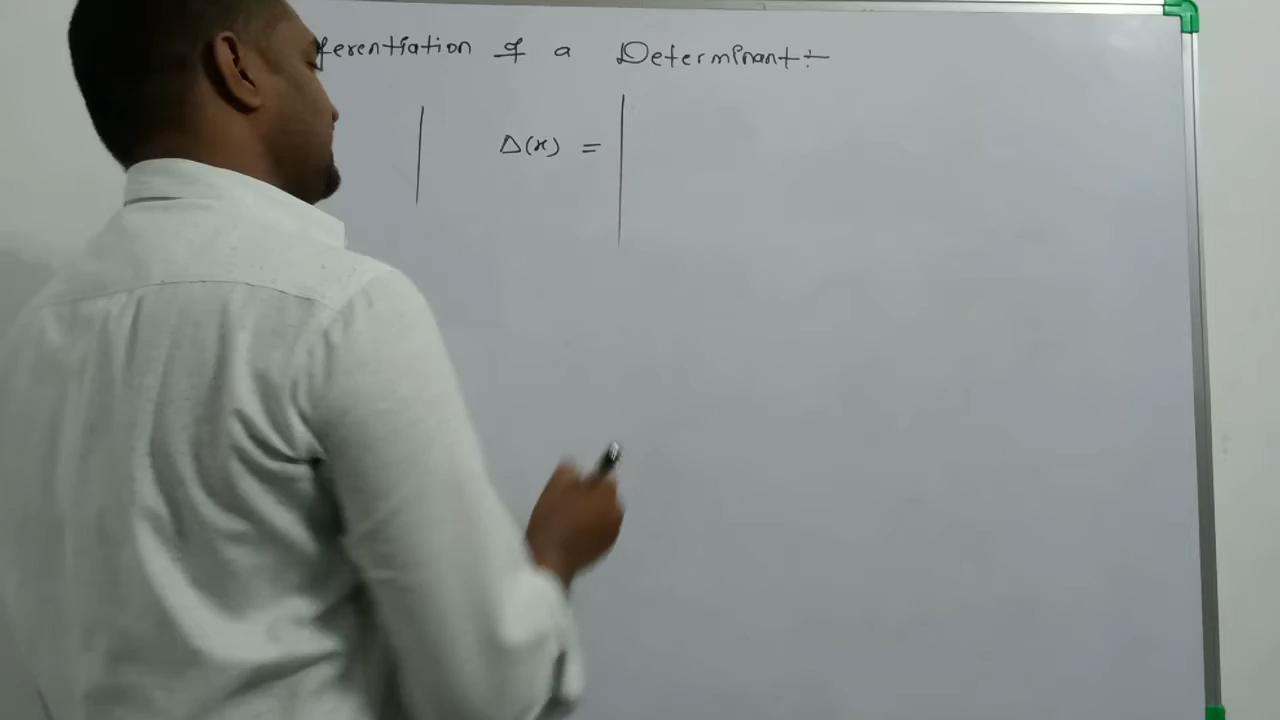 ferentiation of a Determinant :-
| Δ(x) = |